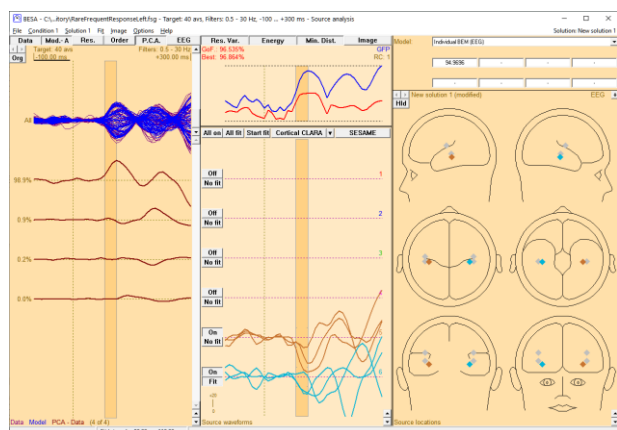 BESA - C:\...tory\RareFrequentResponseLeft.fsg - Target: 40 avs, Filters: 0.5 - 30 Hz, -100 ... +300 ms - Source analysis
File Condition 1 Solution 1 Fit Image Options Help Solution: New solution 1
Data Mod.- A Res. Order P.C.A. EEG
Res. Var. Energy Min. Dist. Image
Model: Individual BEM (EEG)
Org
Target: 40 avs Filters: 0.5 - 30 Hz
-100.00 ms +300.00 ms
GoF: 96.535% GFP
Best: 96.864% RC: 1
94.9696 - - -
- - - -
New solution 1 (modified) EEG
Hld
All
All on All fit Start fit Cortical CLARA SESAME
98.9%
0.9%
0.2%
0.0%
Off
No fit
1
Off
No fit
2
Off
No fit
3
Off
No fit
4
On
No fit
5
On
Fit
6
Data Model PCA - Data (4 of 4)
Source waveforms
Source locations